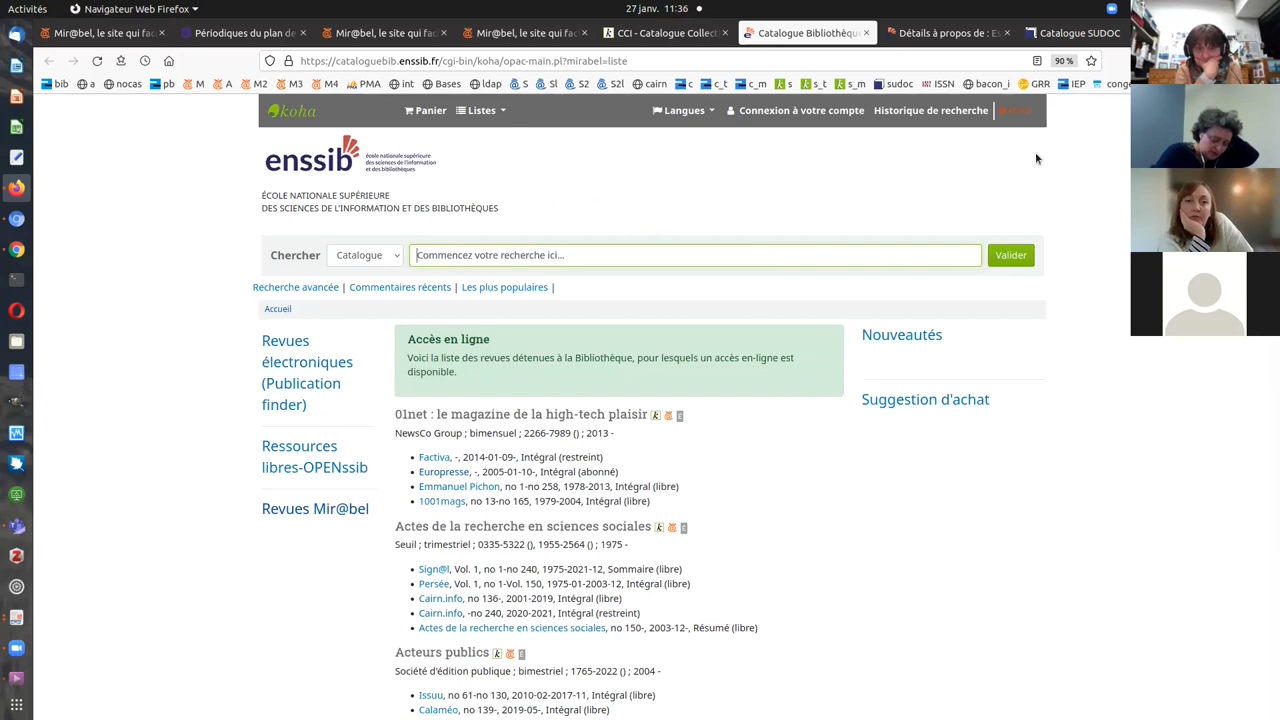 Activités
Navigateur Web Firefox
27 janv. 11:36
Mir@bel, le site qui fac
Périodiques du plan de
Mir@bel, le site qui fac
Mir@bel, le site qui fac
CCI - Catalogue Collect
Catalogue Bibliothèque
Détails à propos de : Es
Catalogue SUDOC
https://cataloguebib.enssib.fr/cgi-bin/koha/opac-main.pl?mirabel=liste
90 %
bib
a
nocas
pb
M
A
M2
M3
M4
PMA
int
Bases
ldap
S
Sl
S2
S2l
cairn
c
c_t
c_m
s
s_t
s_m
sudoc
ISSN
bacon_i
GRR
IEP
cong
koha
Panier
Listes
Langues
Connexion à votre compte
Historique de recherche
enssib
école nationale supérieure
des sciences de l'information
et des bibliothèques
ÉCOLE NATIONALE SUPÉRIEURE
DES SCIENCES DE L'INFORMATION ET DES BIBLIOTHÈQUES
Chercher
Catalogue
Commencez votre recherche ici...
Valider
Recherche avancée | Commentaires récents | Les plus populaires |
Accueil
Revues
électroniques
(Publication
finder)
Ressources
libres-OPENssib
Revues Mir@bel
Accès en ligne
Voici la liste des revues détenues à la Bibliothèque, pour lesquels un accès en-ligne est
disponible.
01net : le magazine de la high-tech plaisir k E
NewsCo Group ; bimensuel ; 2266-7989 () ; 2013 -
Factiva, -, 2014-01-09-, Intégral (restreint)
Europresse, -, 2005-01-10-, Intégral (abonné)
Emmanuel Pichon, no 1-no 258, 1978-2013, Intégral (libre)
1001mags, no 13-no 165, 1979-2004, Intégral (libre)
Actes de la recherche en sciences sociales k E
Seuil ; trimestriel ; 0335-5322 (), 1955-2564 () ; 1975 -
Sign@l, Vol. 1, no 1-no 240, 1975-2021-12, Sommaire (libre)
Persée, Vol. 1, no 1-Vol. 150, 1975-01-2003-12, Intégral (libre)
Cairn.info, no 136-, 2001-2019, Intégral (libre)
Cairn.info, -no 240, 2020-2021, Intégral (restreint)
Actes de la recherche en sciences sociales, no 150-, 2003-12-, Résumé (libre)
Acteurs publics k E
Société d'édition publique ; bimestriel ; 1765-2022 () ; 2004 -
Issuu, no 61-no 130, 2010-02-2017-11, Intégral (libre)
Calaméo, no 139-, 2019-05-, Intégral (libre)
Nouveautés
Suggestion d'achat